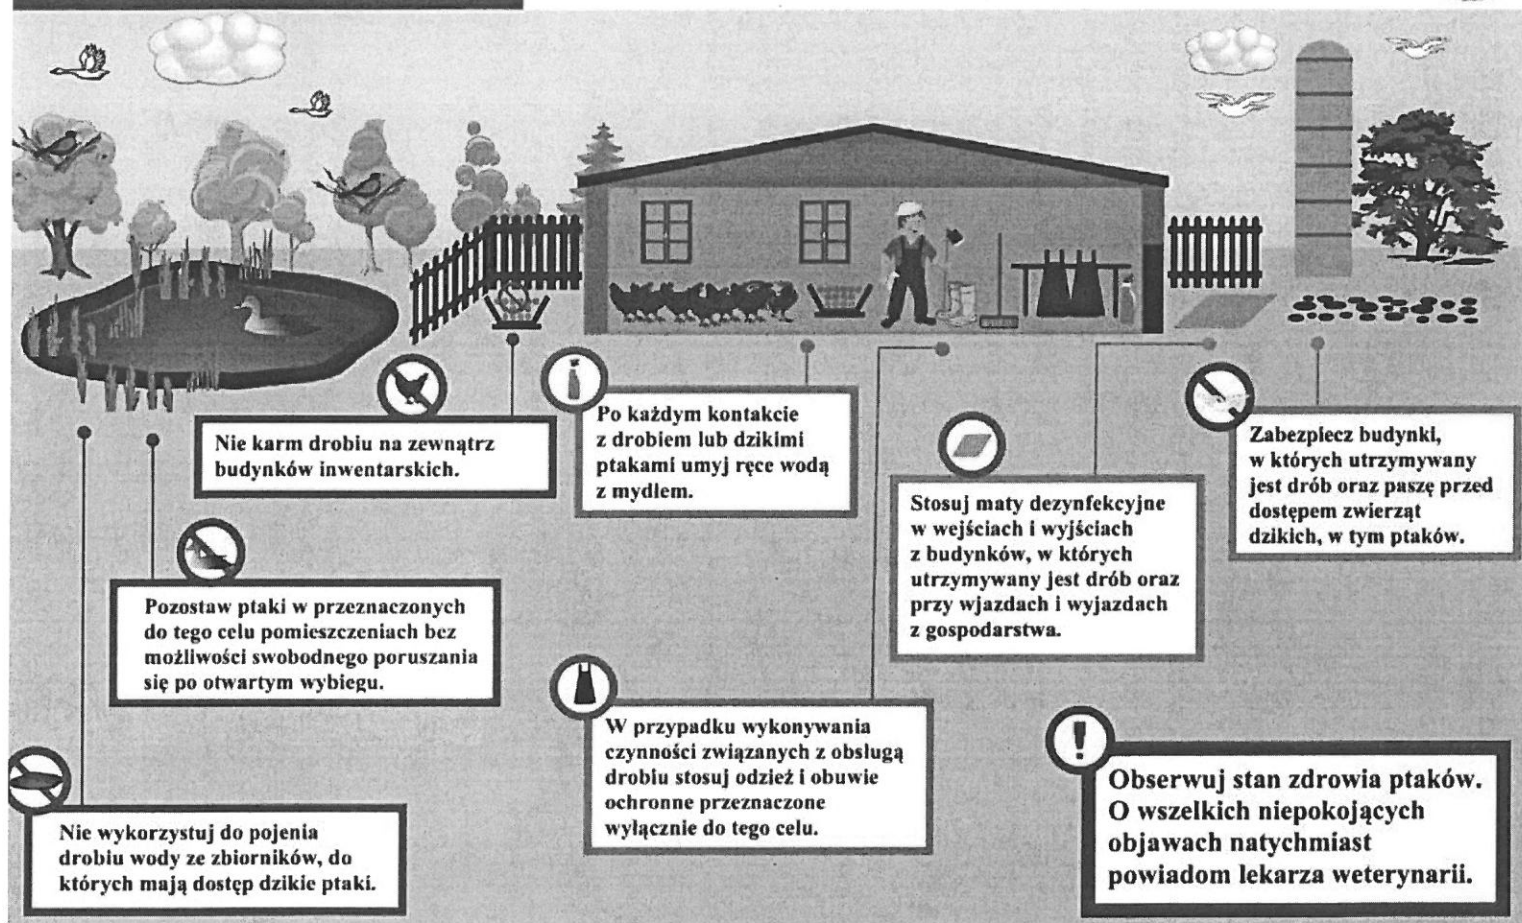 Nie karm drobiu na zewnątrz
budynków inwentarskich.
Po każdym kontakcie
z drobiem lub dzikimi
ptakami umyj ręce wodą
z mydłem.
Stosuj maty dezynfekcyjne
w wejściach i wyjściach
z budynków, w których
utrzymywany jest drób oraz
przy wjazdach i wyjazdach
z gospodarstwa.
Zabezpiecz budynki,
w których utrzymywany
jest drób oraz paszę przed
dostępem zwierząt
dzikich, w tym ptaków.
Pozostaw ptaki w przeznaczonych
do tego celu pomieszczeniach bez
możliwości swobodnego poruszania
się po otwartym wybiegu.
W przypadku wykonywania
czynności związanych z obsługą
drobiu stosuj odzież i obuwie
ochronne przeznaczone
wyłącznie do tego celu.
Nie wykorzystuj do pojenia
drobiu wody ze zbiorników, do
których mają dostęp dzikie ptaki.
!
Obserwuj stan zdrowia ptaków.
O wszelkich niepokojących
objawach natychmiast
powiadom lekarza weterynarii.